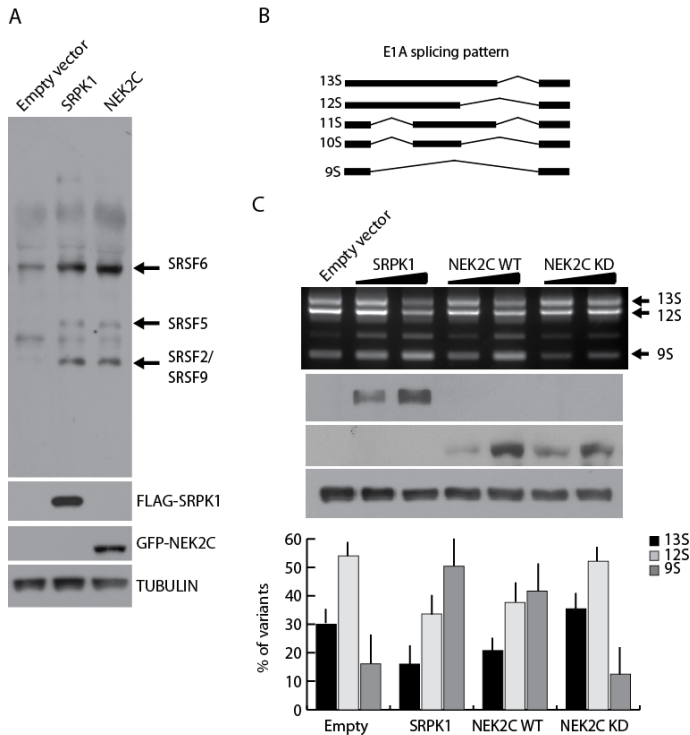 A
Empty vector
SRPK1
NEK2C
SRSF6
SRSF5
SRSF2/
SRSF9
FLAG-SRPK1
GFP-NEK2C
TUBULIN
B
E1A splicing pattern
13S
12S
11S
10S
9S
C
Empty vector
SRPK1
NEK2C WT
NEK2C KD
13S
12S
9S
% of variants
60
50
40
30
20
10
0
Empty
SRPK1
NEK2C WT
NEK2C KD
13S
12S
9S